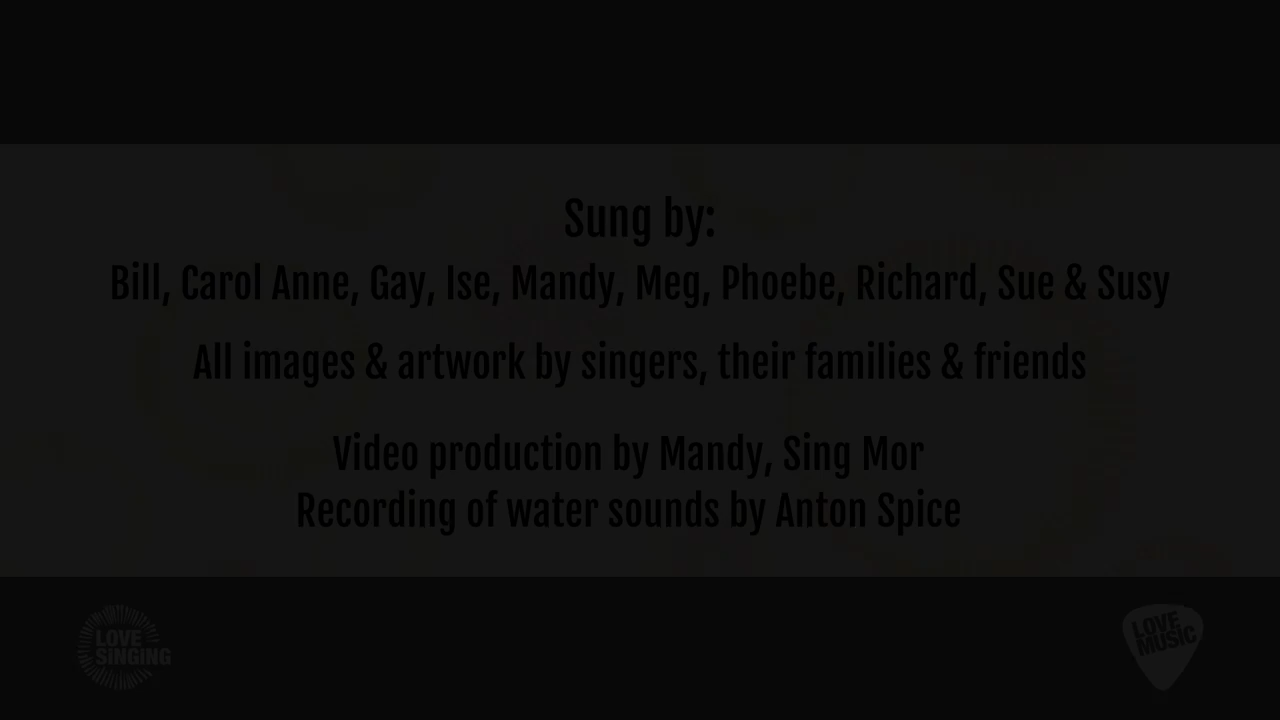 Sung by:
Bill, Carol Anne, Gay, Ise, Mandy, Meg, Phoebe, Richard, Sue & Susy
All images & artwork by singers, their families & friends
Video production by Mandy, Sing Mor
Recording of water sounds by Anton Spice
LOVE
SINGING
LOVE
MUSIC